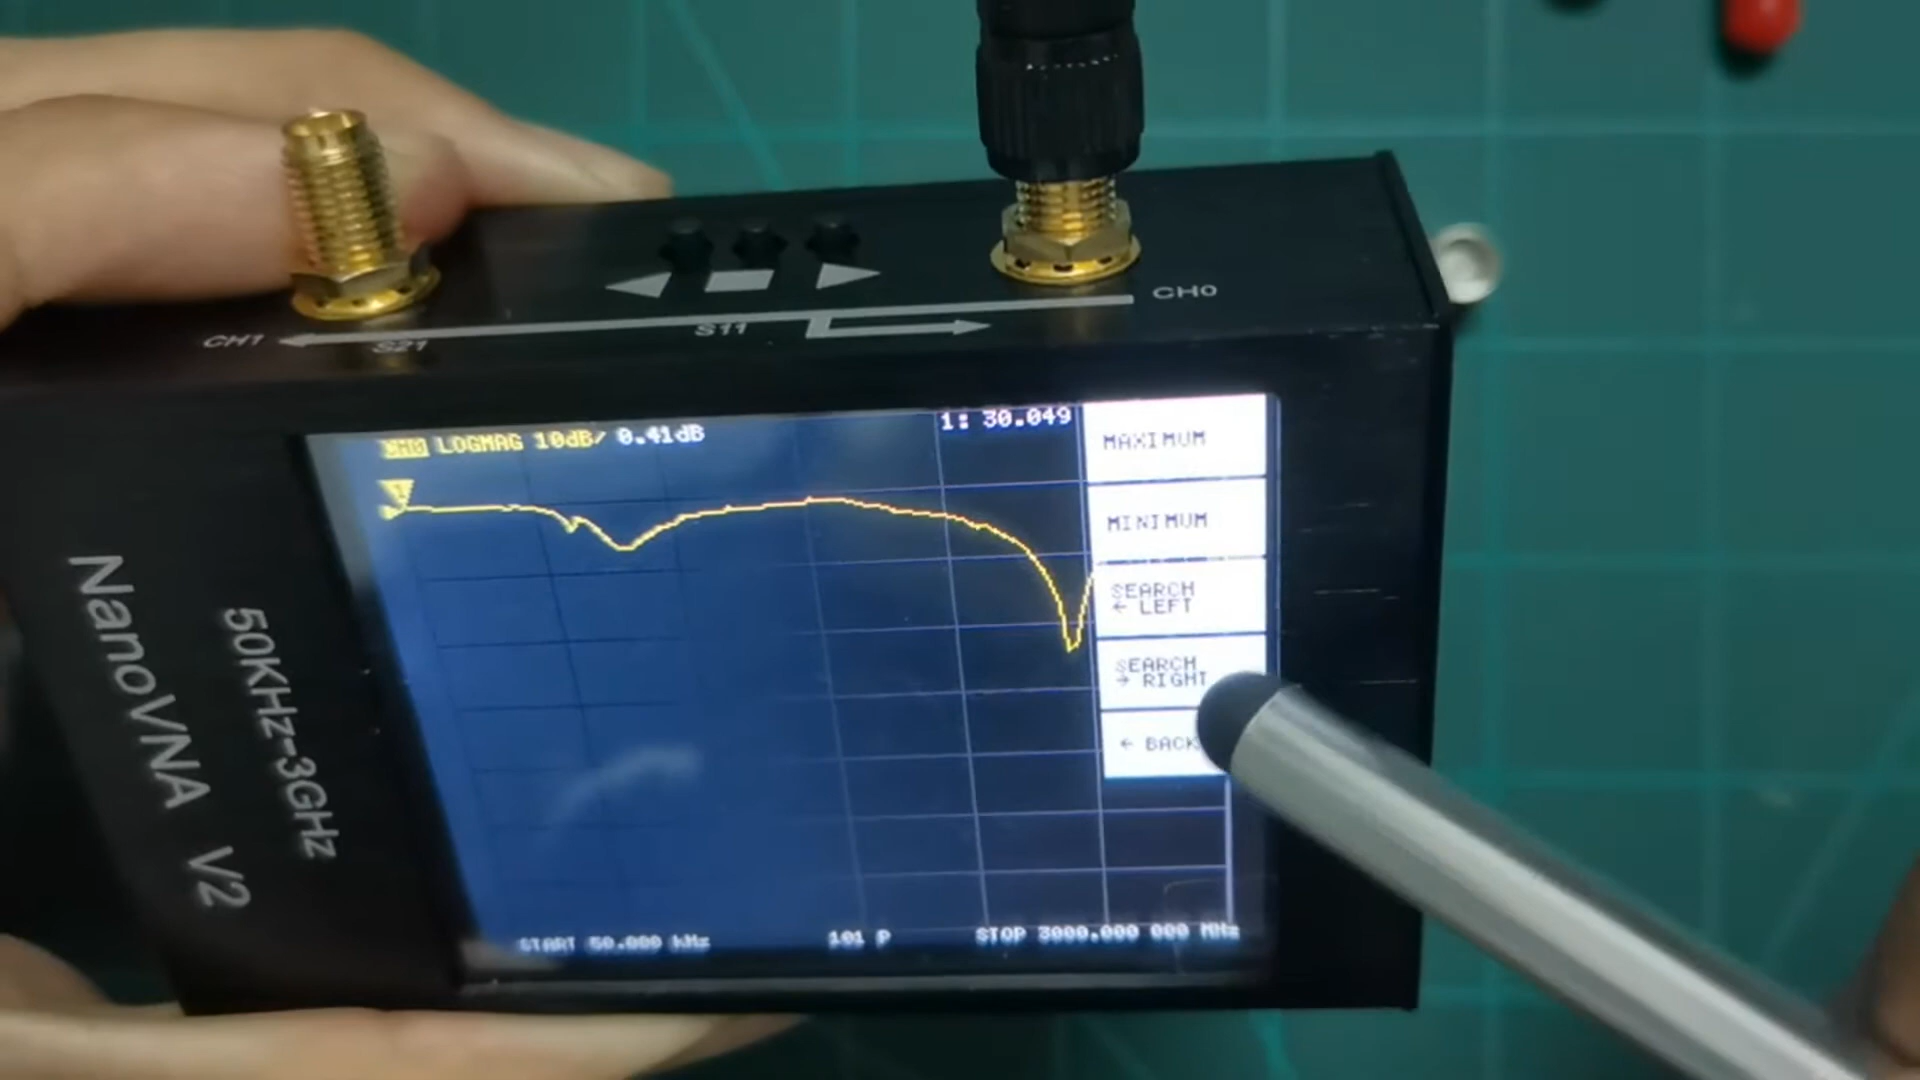 CH0
CH1
S21
S11
CH0 LOGMAG 10dB/ 0.41dB
1: 30.049
1
MAXIMUM
MINIMUM
SEARCH
← LEFT
SEARCH
→ RIGHT
← BACK
START 50.000 kHz
101 P
STOP 3000.000 000 MHz
NanoVNA V2
50KHz-3GHz